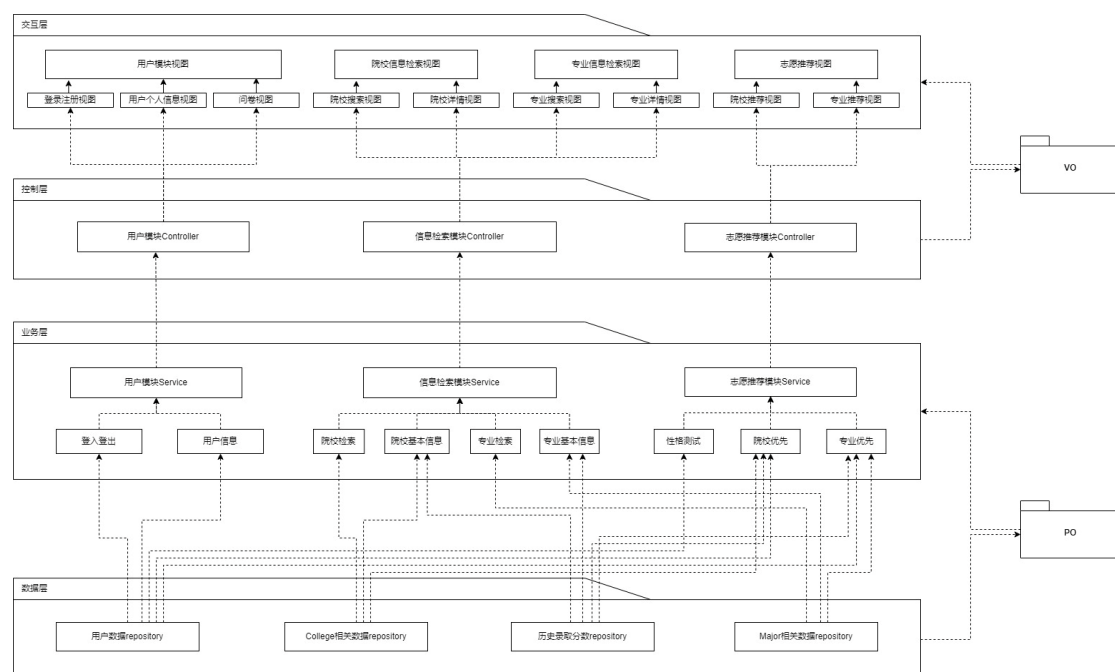 交互层
用户模块视图
院校信息检索视图
专业信息检索视图
志愿推荐视图
登录注册视图
用户个人信息视图
问卷视图
院校搜索视图
院校详情视图
专业搜索视图
专业详情视图
院校推荐视图
专业推荐视图
VO
控制层
用户模块Controller
信息检索模块Controller
志愿推荐模块Controller
业务层
用户模块Service
信息检索模块Service
志愿推荐模块Service
登入登出
用户信息
院校检索
院校基本信息
专业检索
专业基本信息
性格测试
院校优先
专业优先
PO
数据层
用户数据repository
College相关数据repository
历史录取分数repository
Major相关数据repository